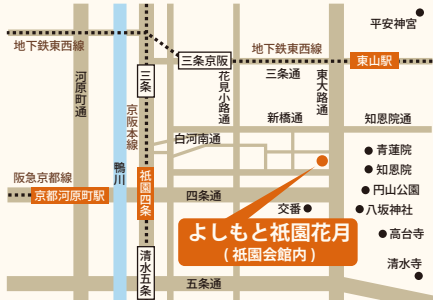 平安神宮
地下鉄東西線
三条京阪
地下鉄東西線
東山駅
河原町通
三条
京阪本線
花見小路通
三条通
東大路通
新橋通
知恩院通
白河南通
青蓮院
知恩院
阪急京都線
鴨川
祇園四条
京都河原町駅
四条通
円山公園
交番
八坂神社
よしもと祇園花月
(祇園会館内)
高台寺
清水五条
清水寺
五条通